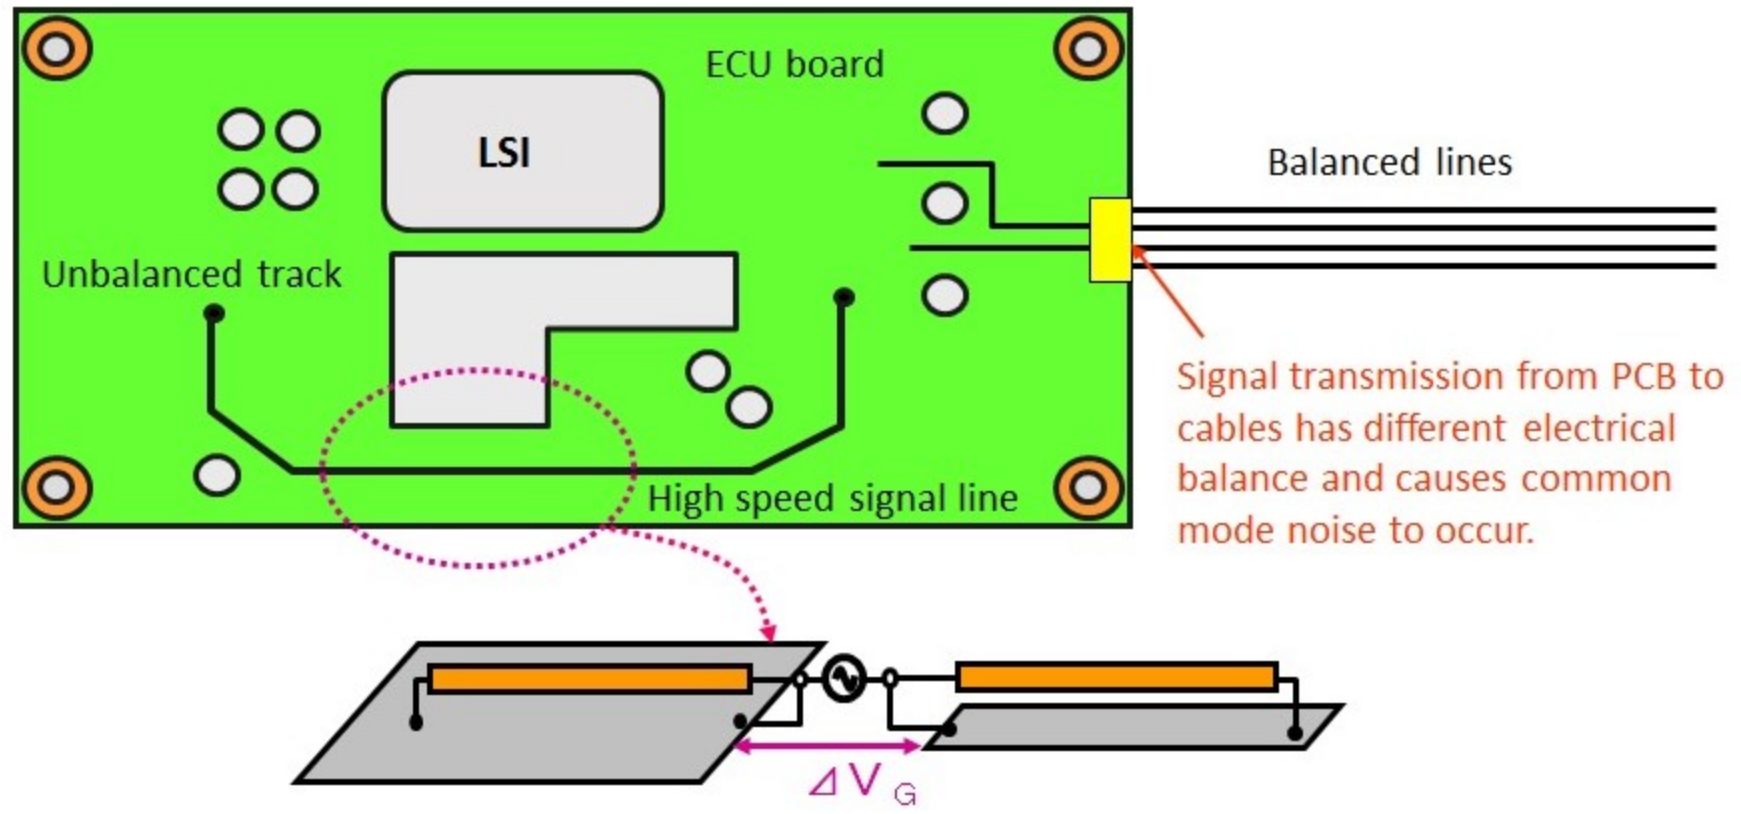 ECU board
LSI
Balanced lines
Unbalanced track
Signal transmission from PCB to
cables has different electrical
balance and causes common
mode noise to occur.
High speed signal line
⊿V G